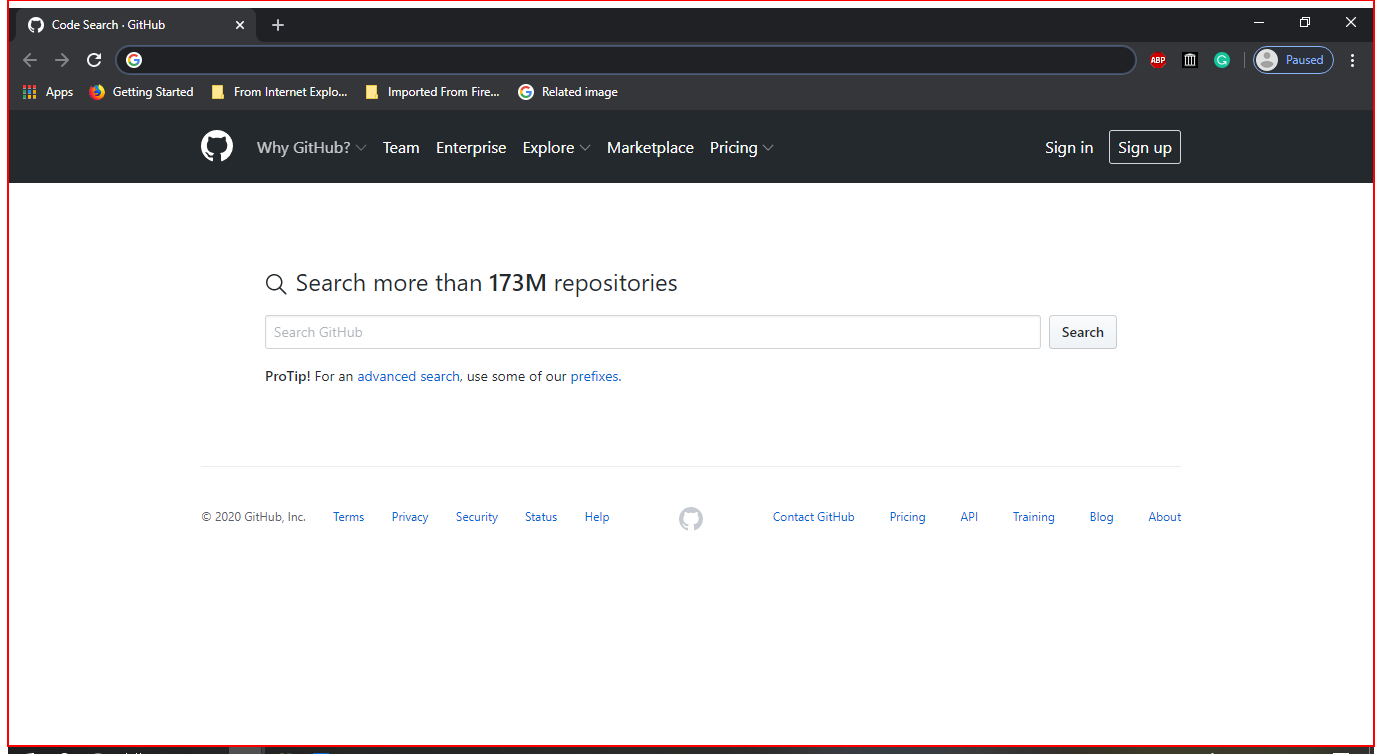 Code Search · GitHub
ABP
Paused
Apps Getting Started From Internet Explo... Imported From Fire... Related image
Why GitHub? Team Enterprise Explore Marketplace Pricing Sign in Sign up
Search more than 173M repositories
Search GitHub Search
ProTip! For an advanced search, use some of our prefixes.
© 2020 GitHub, Inc. Terms Privacy Security Status Help Contact GitHub Pricing API Training Blog About